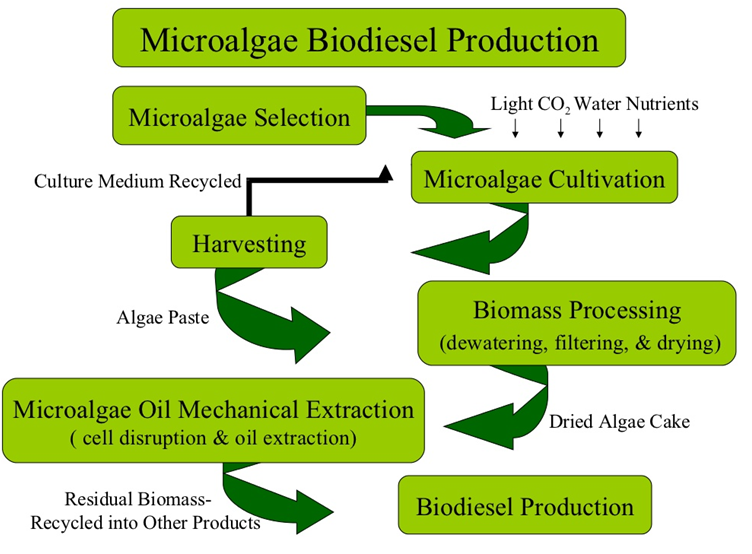 Microalgae Biodiesel Production
Microalgae Selection
Light CO₂ Water Nutrients
Microalgae Cultivation
Culture Medium Recycled
Harvesting
Algae Paste
Biomass Processing
(dewatering, filtering, & drying)
Microalgae Oil Mechanical Extraction
( cell disruption & oil extraction)
Dried Algae Cake
Residual Biomass-
Recycled into Other Products
Biodiesel Production